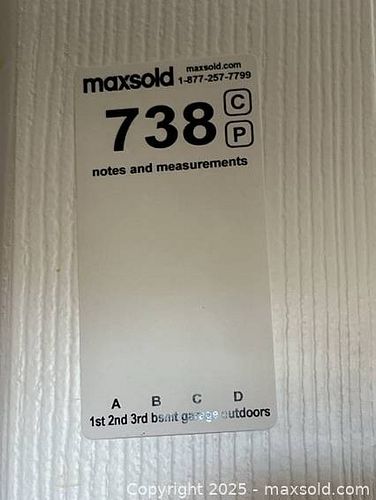 maxsold maxsold.com
1-877-257-7799
738 C
P
notes and measurements
A B C D
1st 2nd 3rd bsmt garage outdoors
Copyright 2025 - maxsold.com